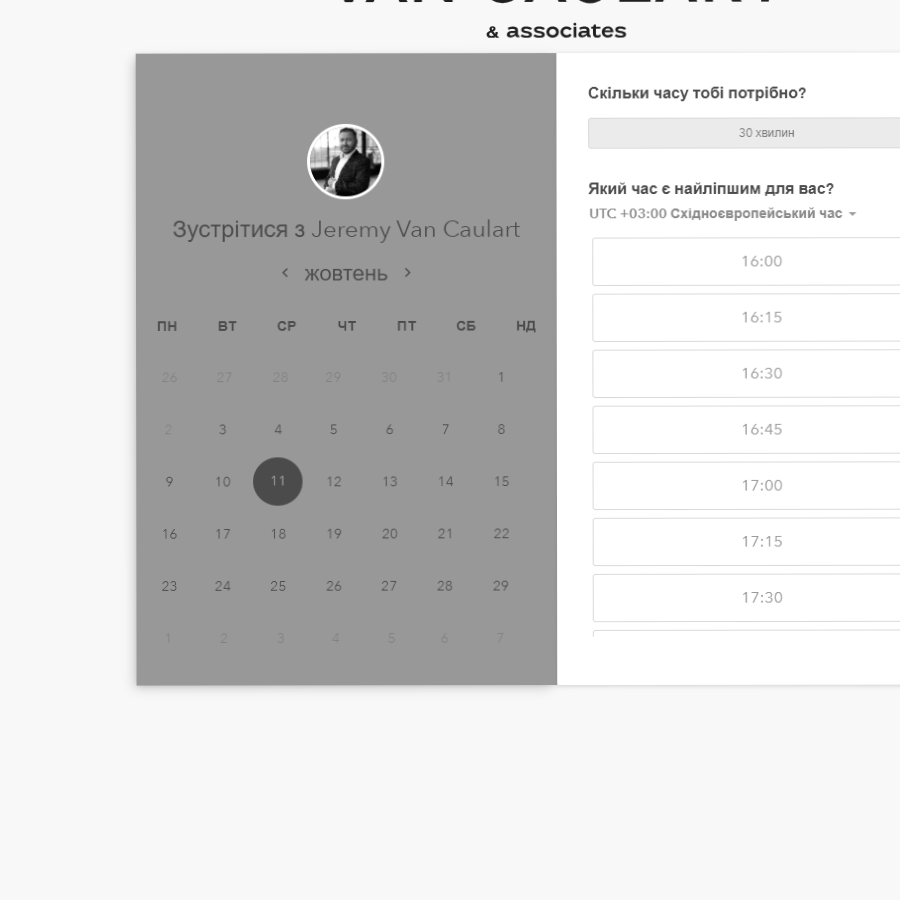 VAN CAULART
& associates
Зустрітися з Jeremy Van Caulart
жовтень
ПН ВТ СР ЧТ ПТ СБ НД
26 27 28 29 30 31 1
2 3 4 5 6 7 8
9 10 11 12 13 14 15
16 17 18 19 20 21 22
23 24 25 26 27 28 29
1 2 3 4 5 6 7
Скільки часу тобі потрібно?
30 хвилин
Який час є найліпшим для вас?
UTC +03:00 Східноєвропейський час
16:00
16:15
16:30
16:45
17:00
17:15
17:30